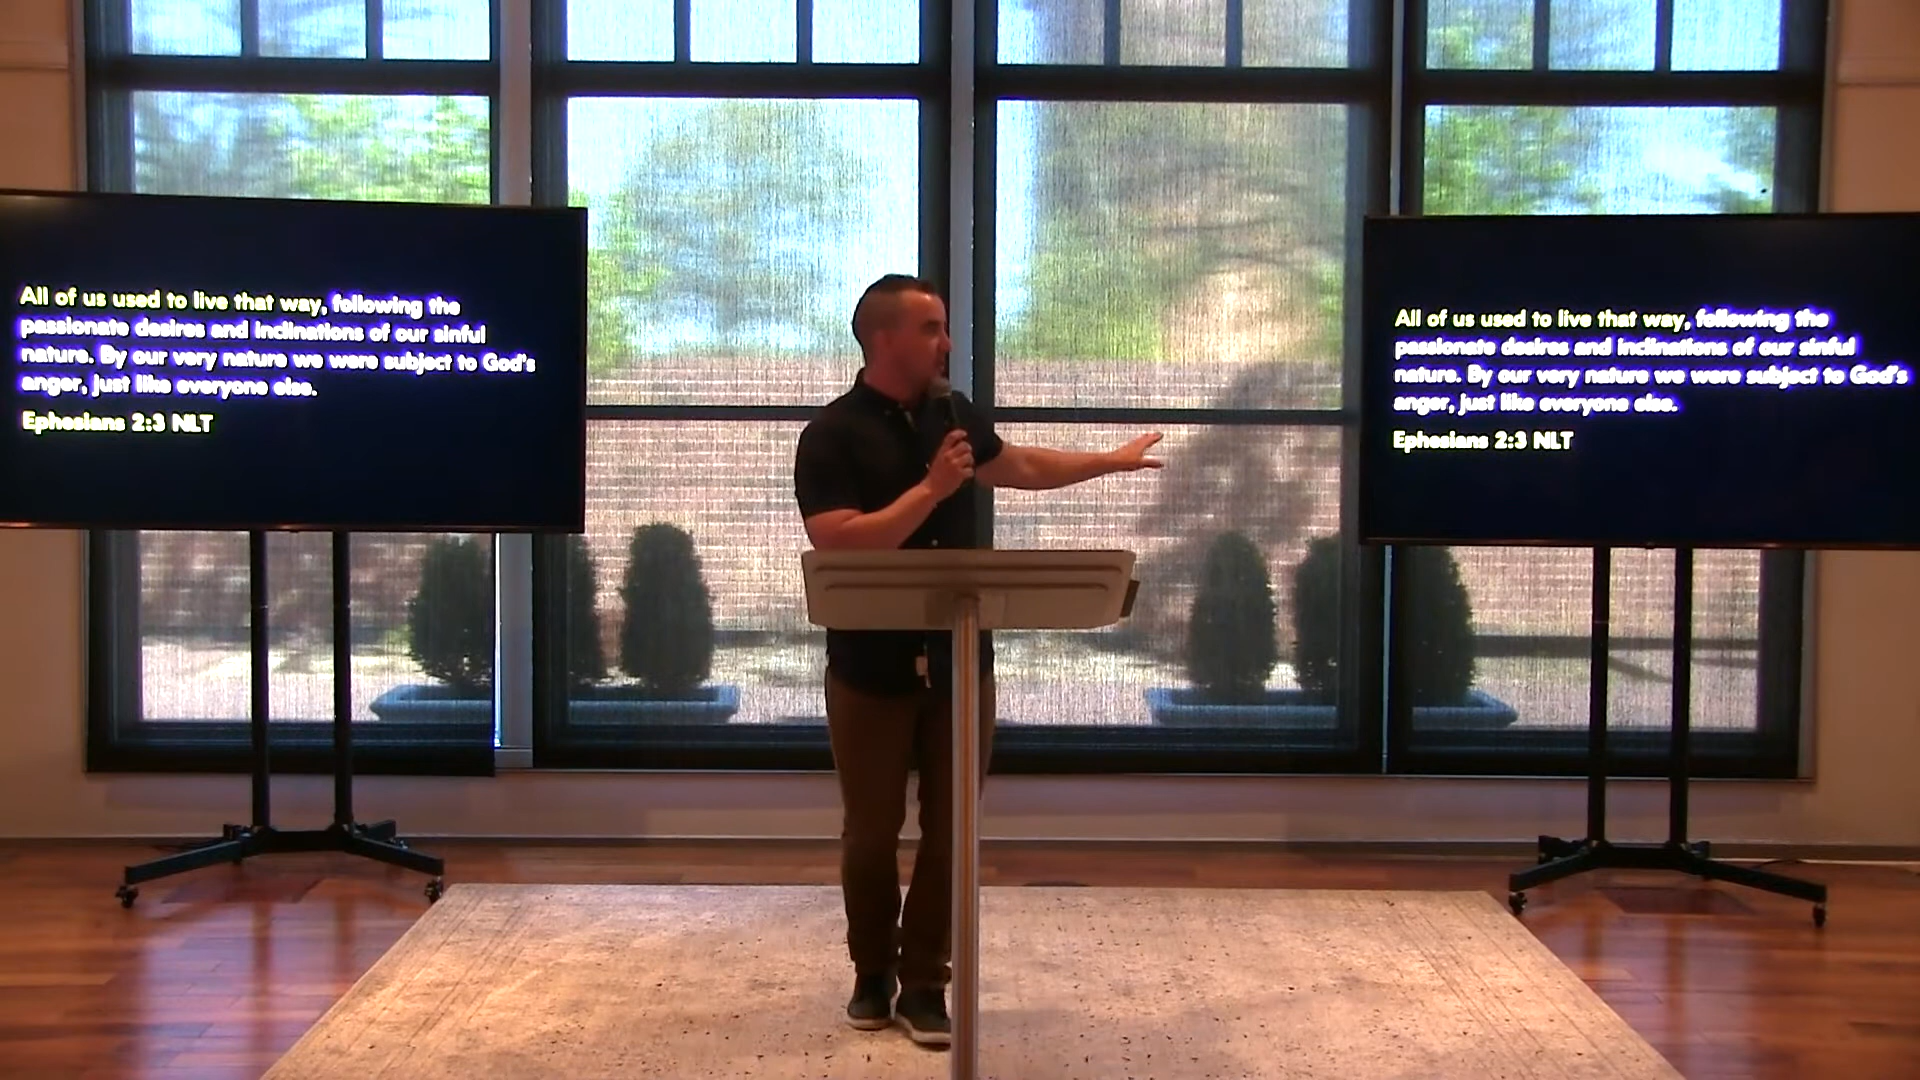 All of us used to live that way, following the
passionate desires and inclinations of our sinful
nature. By our very nature we were subject to God's
anger, just like everyone else.
Ephesians 2:3 NLT
All of us used to live that way, following the
passionate desires and inclinations of our sinful
nature. By our very nature we were subject to God's
anger, just like everyone else.
Ephesians 2:3 NLT